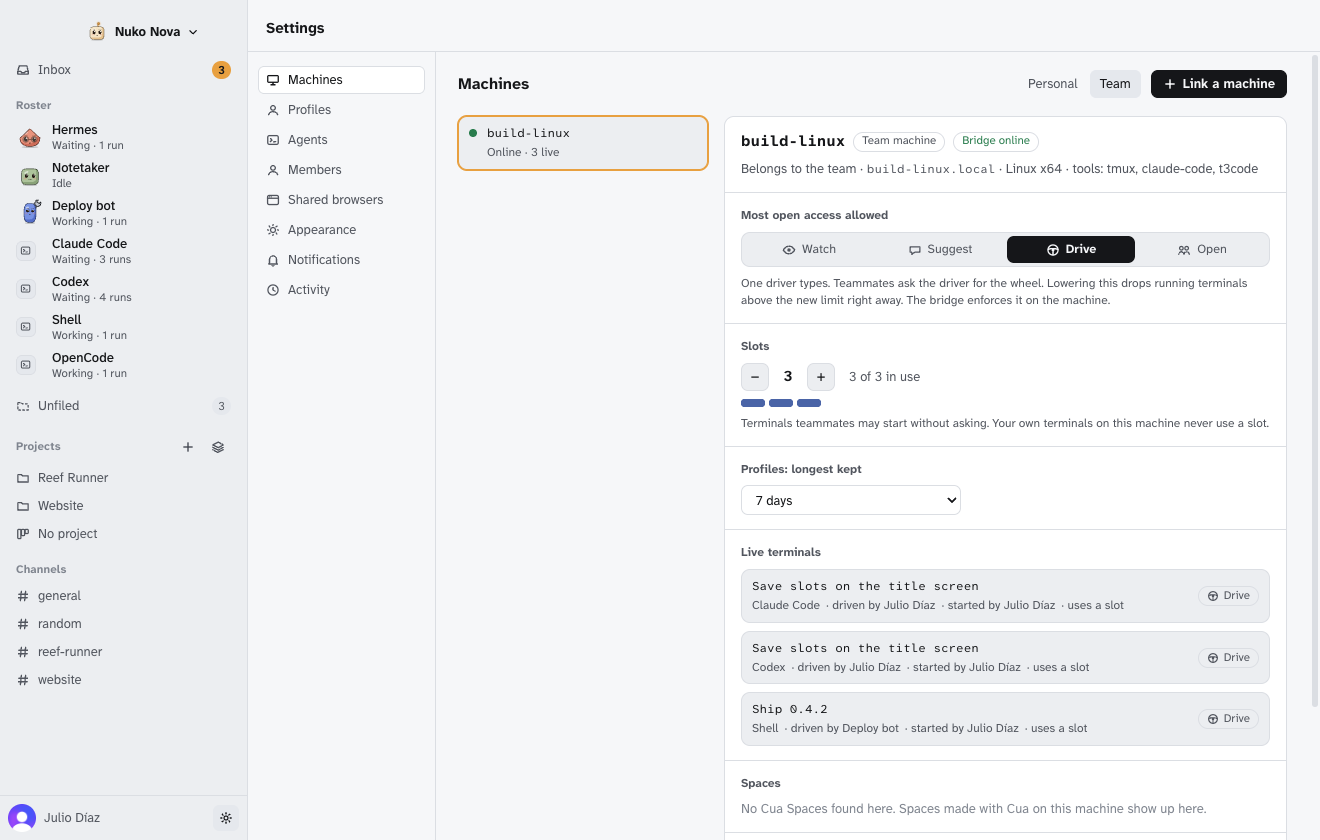 Nuko Nova
Settings
Inbox
3
Roster
Hermes
Waiting · 1 run
Notetaker
Idle
Deploy bot
Working · 1 run
Claude Code
Waiting · 3 runs
Codex
Waiting · 4 runs
Shell
Working · 1 run
OpenCode
Working · 1 run
Unfiled
3
Projects
Reef Runner
Website
No project
Channels
# general
# random
# reef-runner
# website
Julio Díaz
Machines
Profiles
Agents
Members
Shared browsers
Appearance
Notifications
Activity
Machines
Personal
Team
+ Link a machine
build-linux
Online · 3 live
build-linux
Team machine
Bridge online
Belongs to the team · build-linux.local · Linux x64 · tools: tmux, claude-code, t3code
Most open access allowed
Watch
Suggest
Drive
Open
One driver types. Teammates ask the driver for the wheel. Lowering this drops running terminals
above the new limit right away. The bridge enforces it on the machine.
Slots
− 3 + 3 of 3 in use
Terminals teammates may start without asking. Your own terminals on this machine never use a slot.
Profiles: longest kept
7 days
Live terminals
Save slots on the title screen
Claude Code · driven by Julio Díaz · started by Julio Díaz · uses a slot
Drive
Save slots on the title screen
Codex · driven by Julio Díaz · started by Julio Díaz · uses a slot
Drive
Ship 0.4.2
Shell · driven by Deploy bot · started by Julio Díaz · uses a slot
Drive
Spaces
No Cua Spaces found here. Spaces made with Cua on this machine show up here.